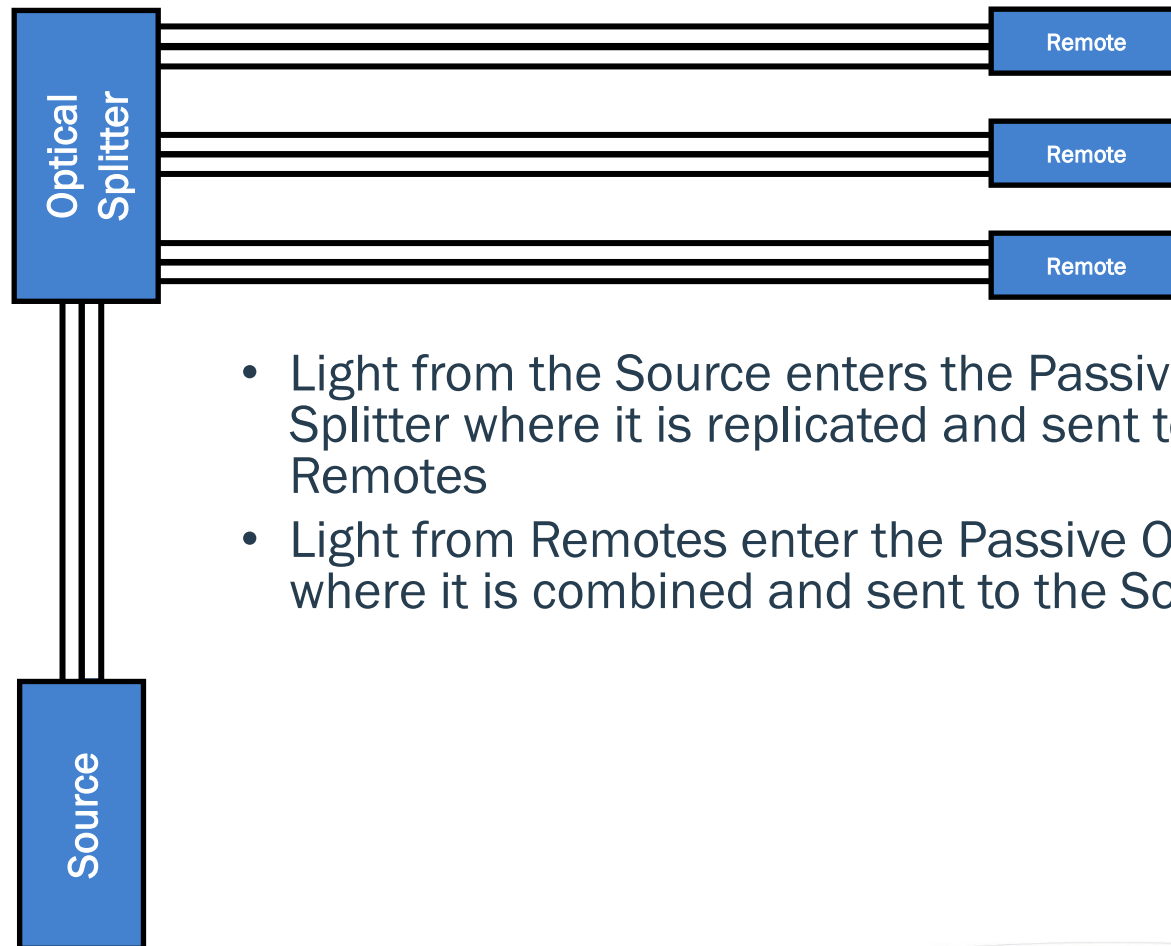 Optical
Splitter
Remote
Remote
Remote
• Light from the Source enters the Passiv
Splitter where it is replicated and sent t
Remotes
• Light from Remotes enter the Passive O
where it is combined and sent to the So
Source